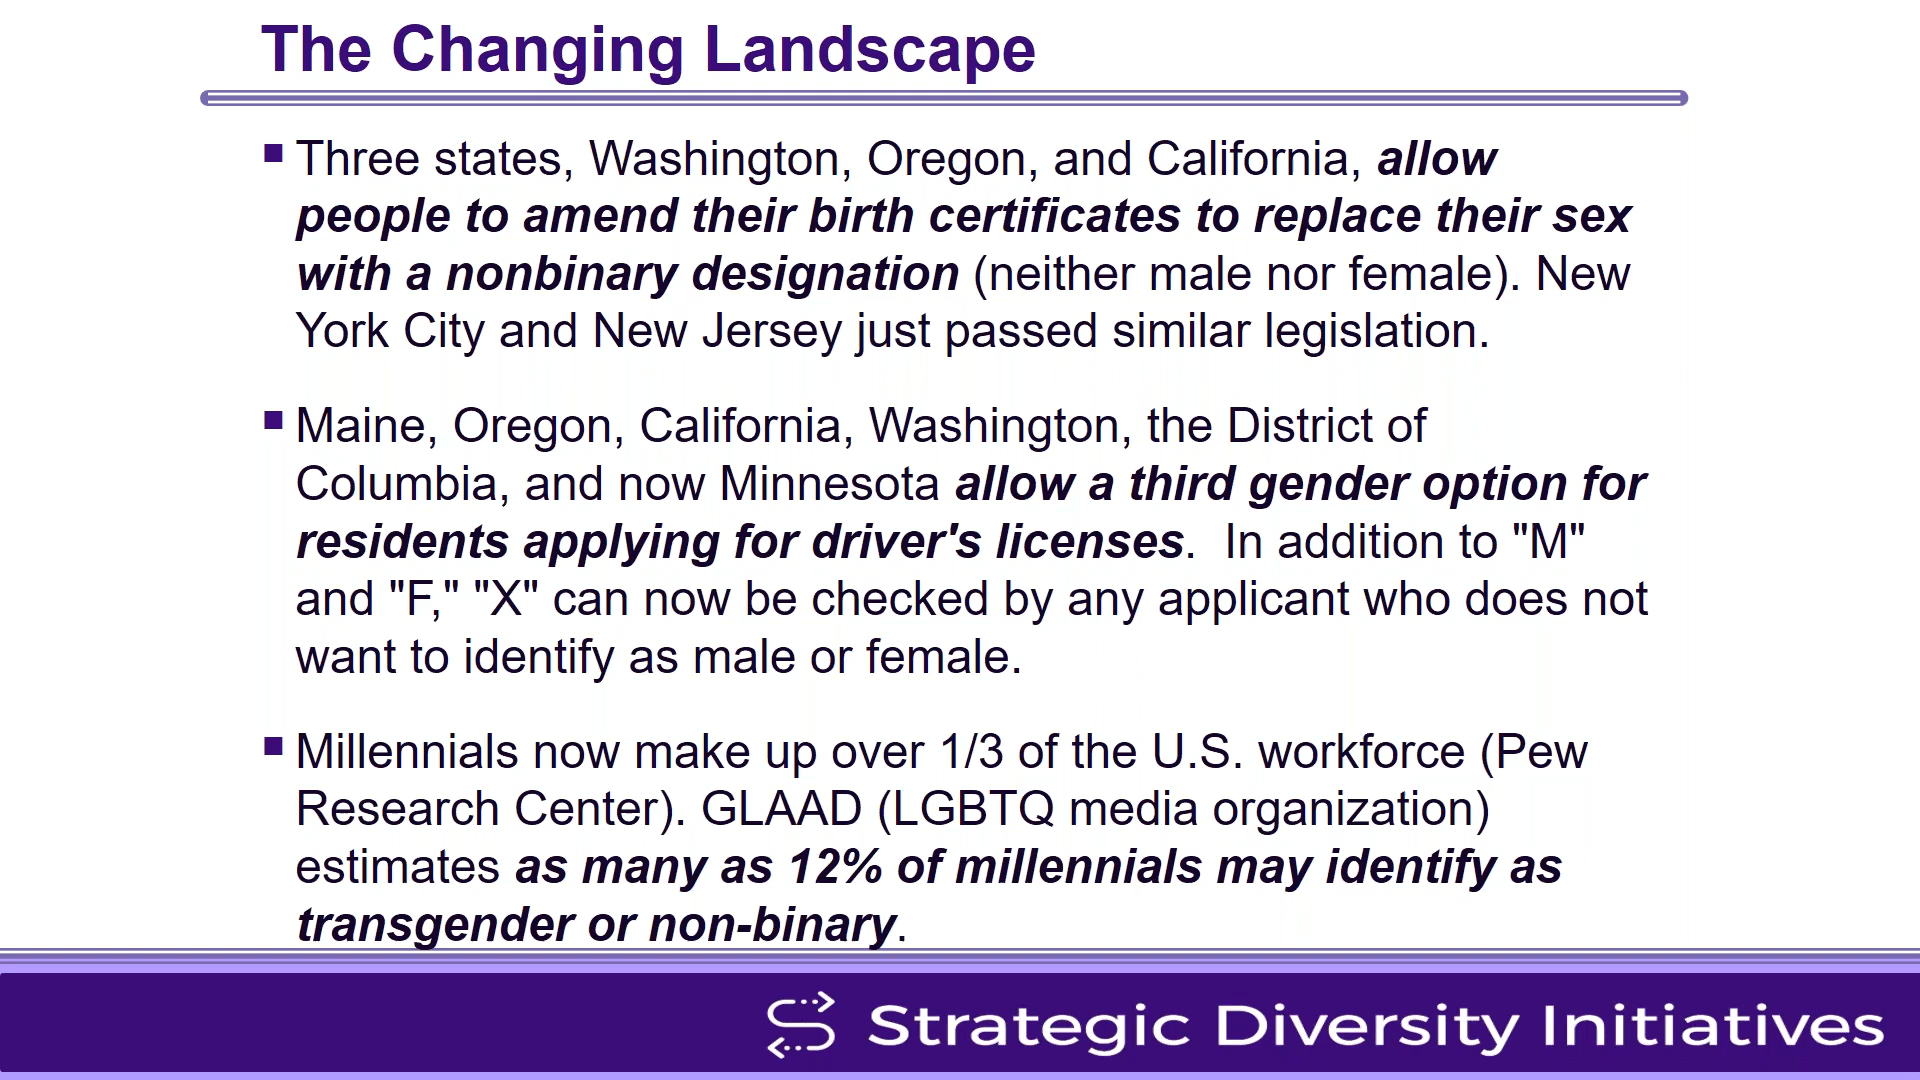 The Changing Landscape
Three states, Washington, Oregon, and California, allow
people to amend their birth certificates to replace their sex
with a nonbinary designation (neither male nor female). New
York City and New Jersey just passed similar legislation.
Maine, Oregon, California, Washington, the District of
Columbia, and now Minnesota allow a third gender option for
residents applying for driver's licenses.  In addition to "M"
and "F," "X" can now be checked by any applicant who does not
want to identify as male or female.
Millennials now make up over 1/3 of the U.S. workforce (Pew
Research Center). GLAAD (LGBTQ media organization)
estimates as many as 12% of millennials may identify as
transgender or non-binary.
Strategic Diversity Initiatives